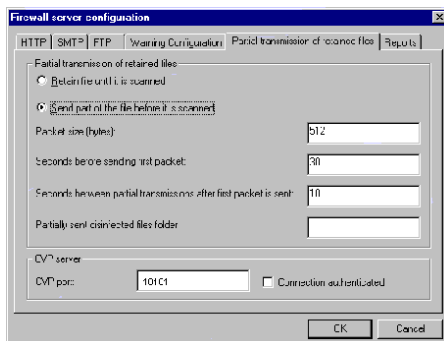 Firewall server configuration
HTTP SMTP FTP Warning Configuration Partial transmission of retained files Reports
Partial transmission of retained files
Retain file until it is scanned
Send part of the file before it is scanned
Packet size (bytes): 512
Seconds before sending first packet: 30
Seconds between partial transmissions after first packet is sent: 10
Partially sent disinfected files folder
CVP server
CVP port: 10101 Connection authenticated
OK Cancel